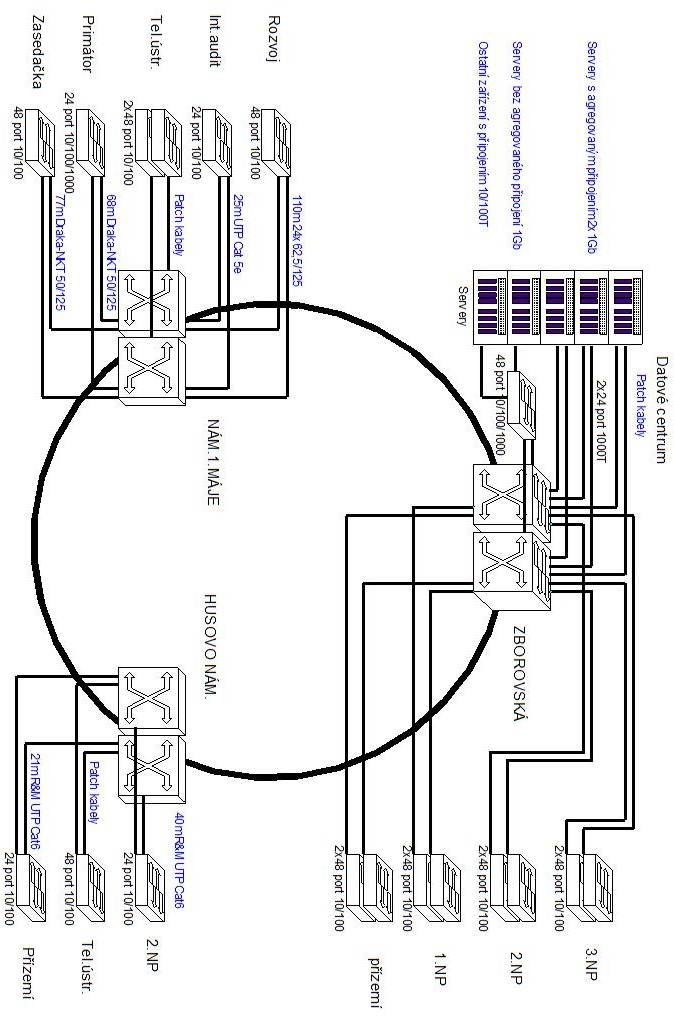 Datové centrum
Patch kabely
2x24 port 1000T
Servery s agregovaným připojením 2x 1Gb
Servery bez agregovaného připojení 1Gb
Ostatní zařízení s připojením 10/100T
Servery
48 port 10/100/1000
ZBOROVSKÁ
3.NP
2x48 port 10/100
2.NP
2x48 port 10/100
1.NP
2x48 port 10/100
přízemí
2x48 port 10/100
Rozvoj
48 port 10/100
110m 24x 62,5/125
Int.audit
24 port 10/100
25m UTP Cat 5e
Tel.ústr.
2x48 port 10/100
Patch kabely
Primátor
24 port 10/100/1000
68m Draka-NKT 50/125
Zasedačka
48 port 10/100
77m Draka-NKT 50/125
NÁM.1.MÁJE
HUSOVO NÁM.
40m R&M UTP Cat6
2.NP
24 port 10/100
Patch kabely
Tel.ústr.
48 port 10/100
21m R&M UTP Cat6
Přízemí
24 port 10/100